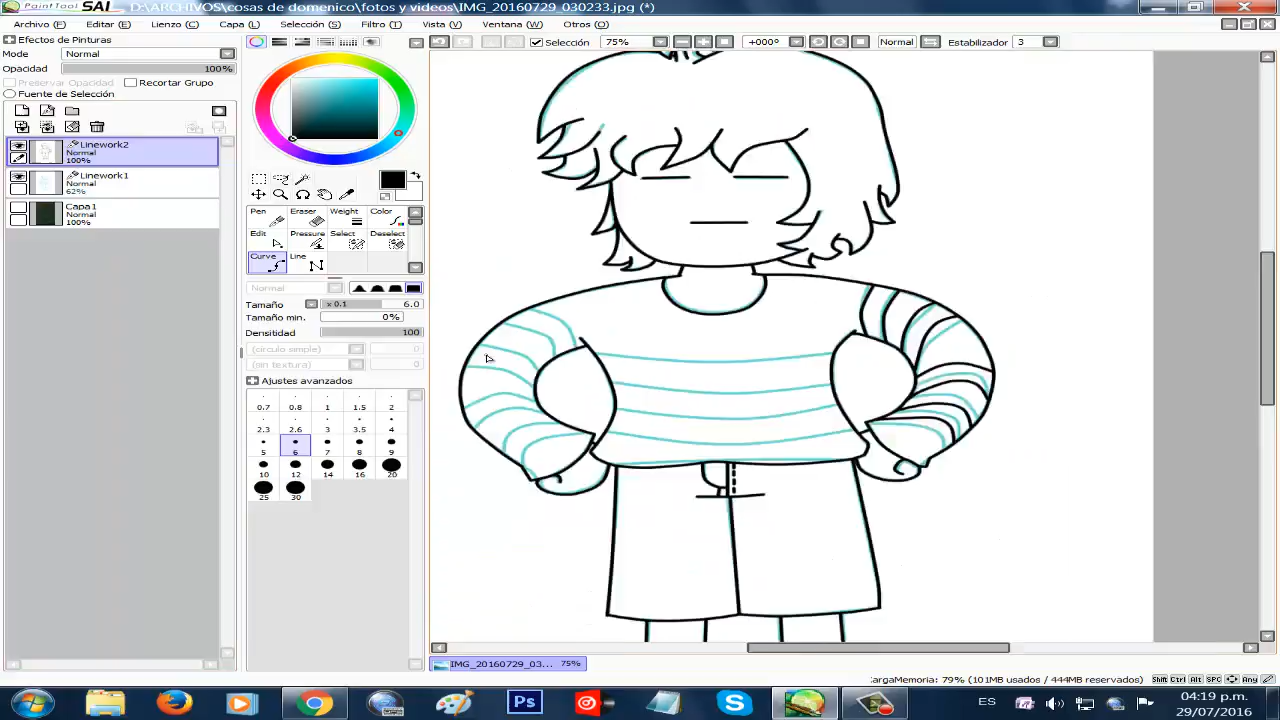 PaintTool SAI D:\ARCHIVOS\cosas de domenico\fotos y videos\IMG_20160729_030233.jpg (*)
Archivo (F) Editar (E) Lienzo (C) Capa (L) Selección (S) Filtro (T) Vista (V) Ventana (W) Otros (O)
Efectos de Pinturas
Modo Normal
Opacidad 100%
Preservar Opacidad Recortar Grupo
Fuente de Selección
Selección 75% +000° Normal Estabilizador 3
Linework2
Normal
100%
Linework1
Normal
62%
Capa1
Normal
100%
Pen Eraser Weight Color
Edit Pressure Select Deselect
Curve Line
Normal
Tamaño x 0.1 6.0
Tamaño min. 0%
Densidad 100
(círculo simple) 0
(sin textura) 0
Ajustes avanzados
0.7 0.8 1 1.5 2
2.3 2.6 3 3.5 4
5 6 7 8 9
10 12 14 16 20
25 30
IMG_20160729_03... 75%
CargaMemoria: 79% (101MB usados / 444MB reservados)
Shft Ctrl Alt SPC Any
Ps
ES
04:19 p.m.
29/07/2016